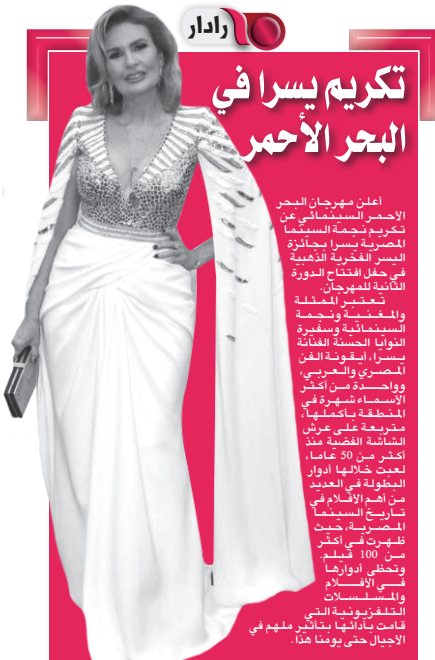 رادار
تكريم يسرا في
البحر الأحمر
أعلن مهرجان البحر
الأحمر السينمائي عن
تكريم نجمة السينما
المصرية يسرا بجائزة
اليسر الفخرية الذهبية
في حفل افتتاح الدورة
الثانية للمهرجان.
تعتبر الممثلة
والمغنية ونجمة
السينمائية وسفيرة
النوايا الحسنة الفنانة
يسرا، أيقونة الفن
المصري والعربي،
وواحدة من أكثر
الأسماء شهرة في
المنطقة بأكملها،
متربعة على عرش
الشاشة الفضية منذ
أكثر من 50 عاما،
لعبت خلالها أدوار
البطولة في العديد
من أهم الأفلام في
تاريخ السينما
المصرية، حيث
ظهرت في أكثر
من 100 فيلم.
وتحظى أدوارها
في الأفلام
والمسلسلات
التلفزيونية التي
قامت بأدائها بتأثير ملهم في
الأجيال حتى يومنا هذا.